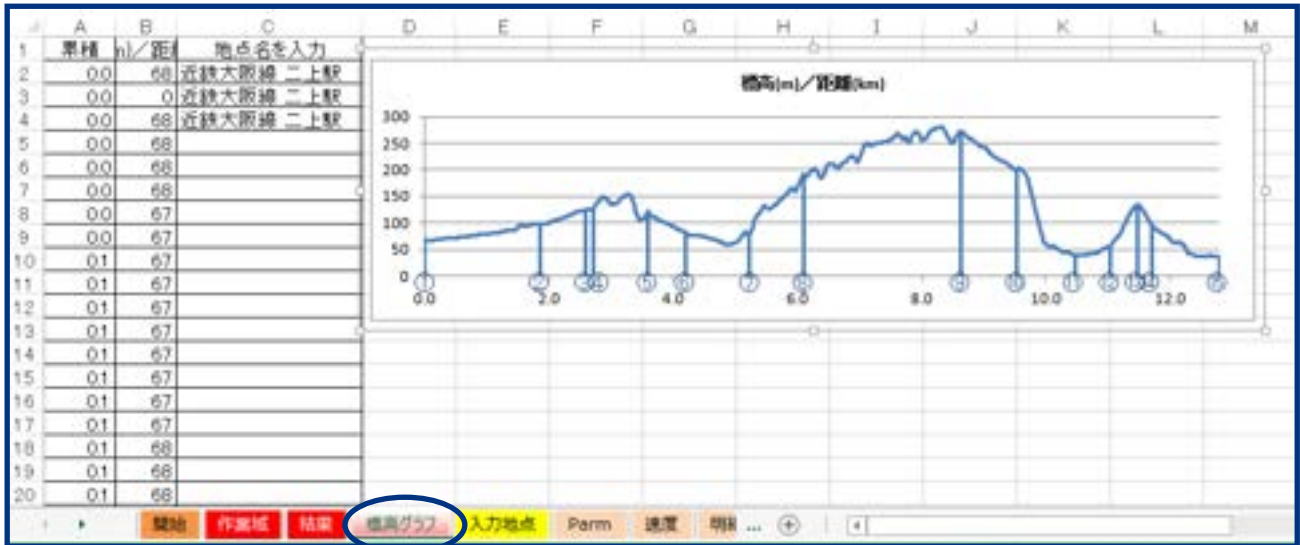 A B C D E F G H I J K L M
1 累積 n)／距 地点名を入力
2 0.0 68 近鉄大阪線 二上駅
3 0.0 0 近鉄大阪線 二上駅
4 0.0 68 近鉄大阪線 二上駅
5 0.0 68
6 0.0 68
7 0.0 68
8 0.0 67
9 0.0 67
10 0.1 67
11 0.1 67
12 0.1 67
13 0.1 67
14 0.1 67
15 0.1 67
16 0.1 67
17 0.1 67
18 0.1 68
19 0.1 68
20 0.1 68
標高(m)／距離(km)
300
250
200
150
100
50
0
① ② ③ ④ ⑤ ⑥ ⑦ ⑧ ⑨ ⑩ ⑪ ⑫ ⑬ ⑭ ⑮
0.0 2.0 4.0 6.0 8.0 10.0 12.0
開始 作業域 結果 標高グラフ 入力地点 Parm 速度 明細 ...